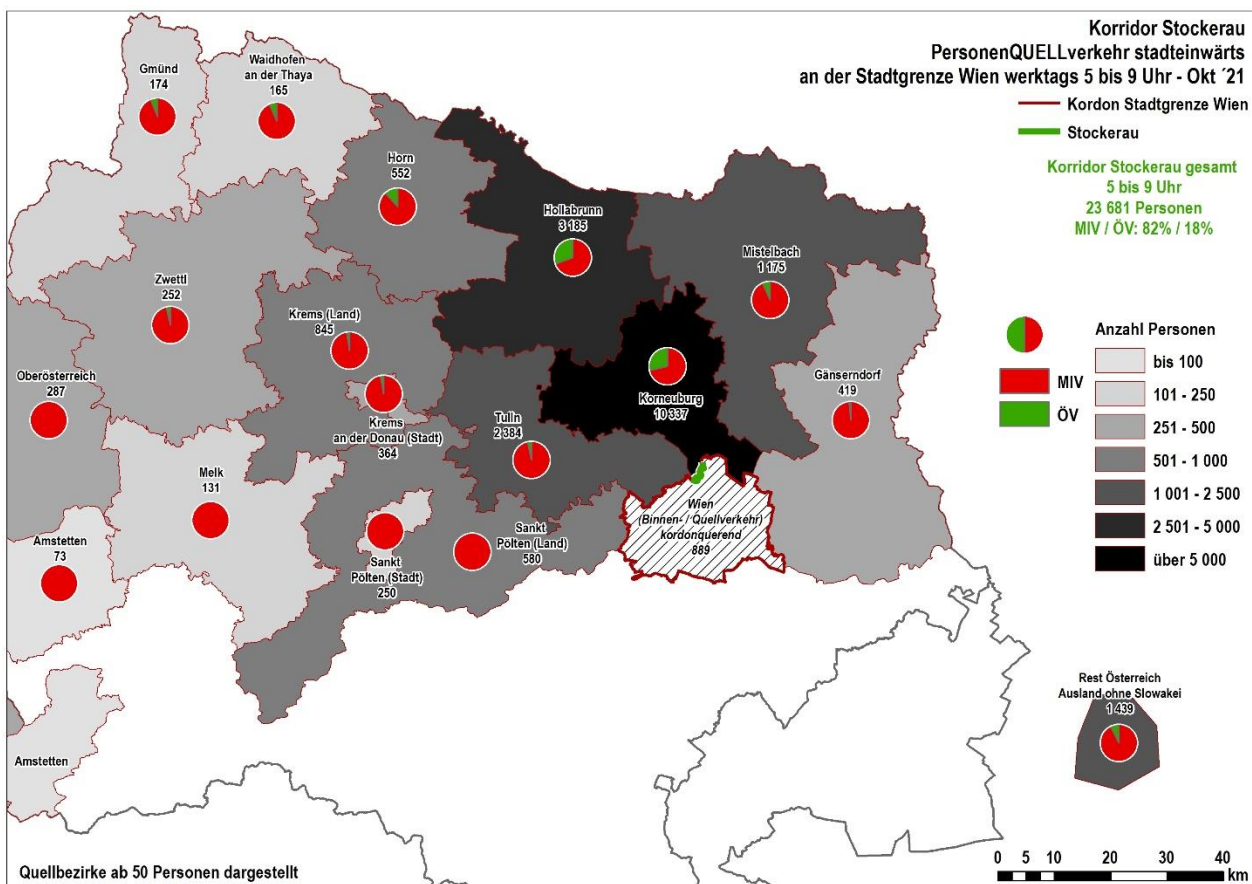 Korridor Stockerau
PersonenQUELLverkehr stadteinwärts
an der Stadtgrenze Wien werktags 5 bis 9 Uhr - Okt ´21
Kordon Stadtgrenze Wien
Stockerau
Korridor Stockerau gesamt
5 bis 9 Uhr
23 681 Personen
MIV / ÖV: 82% / 18%
Gmünd
174
Waidhofen
an der Thaya
165
Horn
552
Hollabrunn
3 185
Mistelbach
1 175
Zwettl
252
Krems (Land)
845
Oberösterreich
287
Krems
an der Donau (Stadt)
364
Tulln
2 384
Korneuburg
10 337
Gänserndorf
419
MIV
ÖV
Anzahl Personen
bis 100
101 - 250
251 - 500
501 - 1 000
1 001 - 2 500
2 501 - 5 000
über 5 000
Melk
131
Amstetten
73
Sankt
Pölten (Stadt)
250
Sankt
Pölten (Land)
580
Wien
(Binnen- / Quellverkehr)
kordonquerend
889
Rest Österreich
Ausland ohne Slowakei
1 439
Amstetten
Quellbezirke ab 50 Personen dargestellt
0 5 10 20 30 40
km